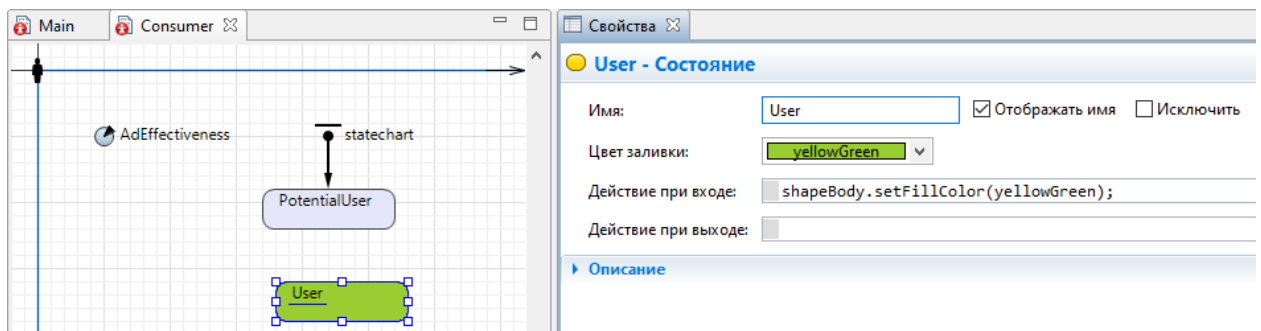 Main
Consumer
AdEffectiveness
statechart
PotentialUser
User
Свойства
User - Состояние
Имя: User Отображать имя Исключить
Цвет заливки: yellowGreen
Действие при входе: shapeBody.setFillColor(yellowGreen);
Действие при выходе:
Описание